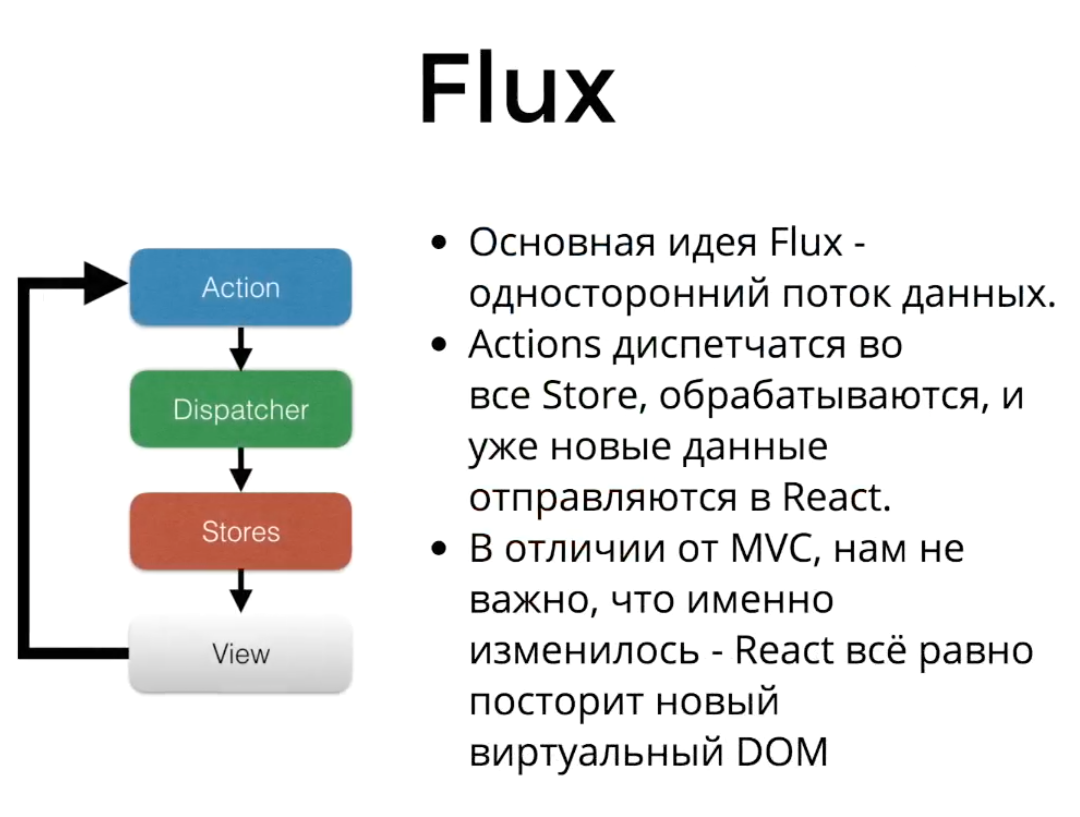 Flux
Action
Dispatcher
Stores
View
• Основная идея Flux -
односторонний поток данных.
• Actions диспетчатся во
все Store, обрабатываются, и
уже новые данные
отправляются в React.
• В отличии от MVC, нам не
важно, что именно
изменилось - React всё равно
посторит новый
виртуальный DOM